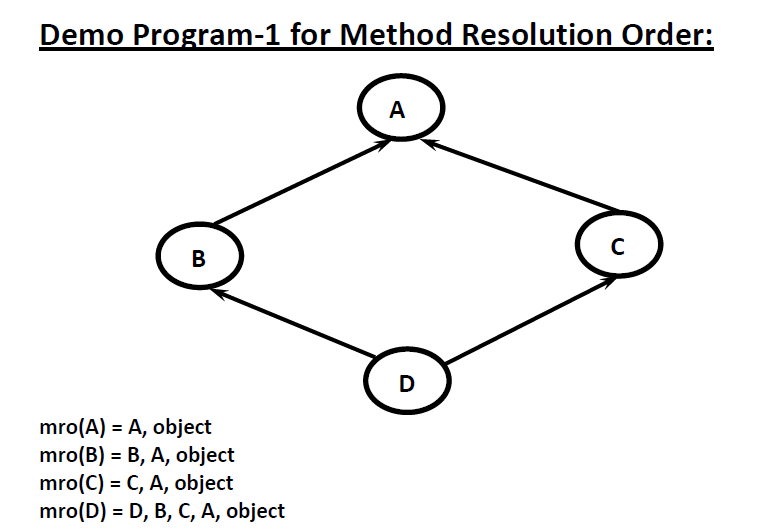 Demo Program-1 for Method Resolution Order:
A
B
C
D
mro(A) = A, object
mro(B) = B, A, object
mro(C) = C, A, object
mro(D) = D, B, C, A, object